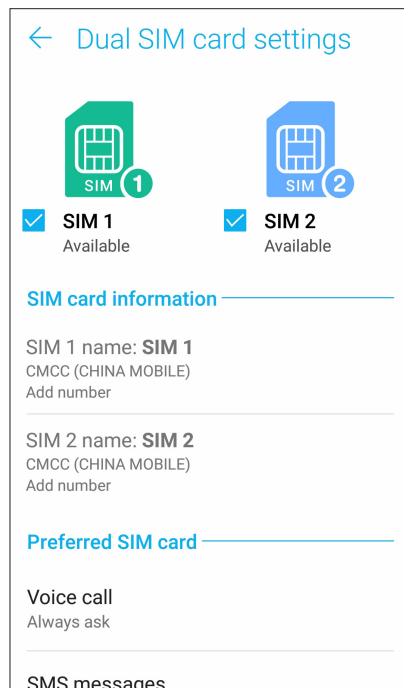 Dual SIM card settings
SIM 1
SIM 2
SIM 1
SIM 2
Available
Available
SIM card information
SIM 1 name: SIM 1
CMCC (CHINA MOBILE)
Add number
SIM 2 name: SIM 2
CMCC (CHINA MOBILE)
Add number
Preferred SIM card
Voice call
Always ask
SMS messages